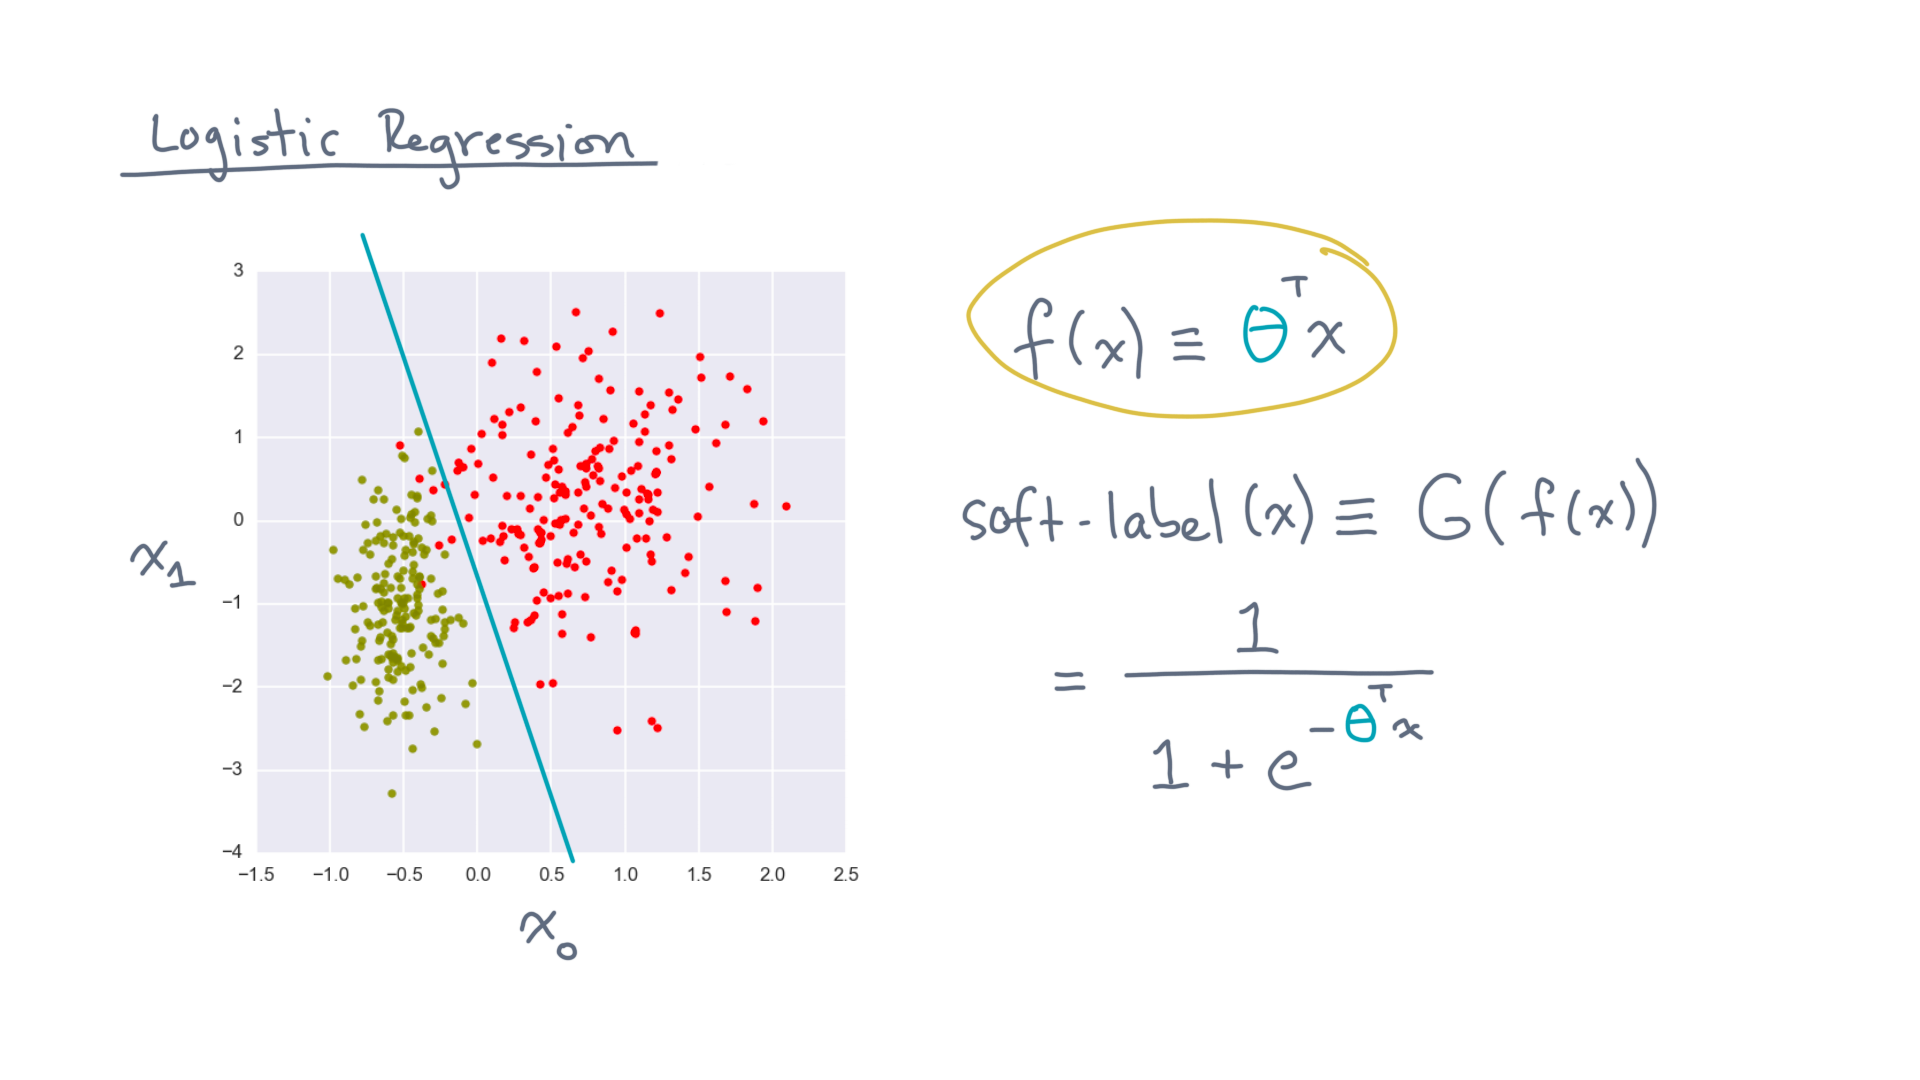 Logistic Regression
3
2
1
0
−1
−2
−3
−4
−1.5 −1.0 −0.5 0.0 0.5 1.0 1.5 2.0 2.5
x₁
x₀
f(x) ≡ θᵀx
soft-label(x) ≡ G(f(x))
= 1 / (1 + e^(−θᵀx))